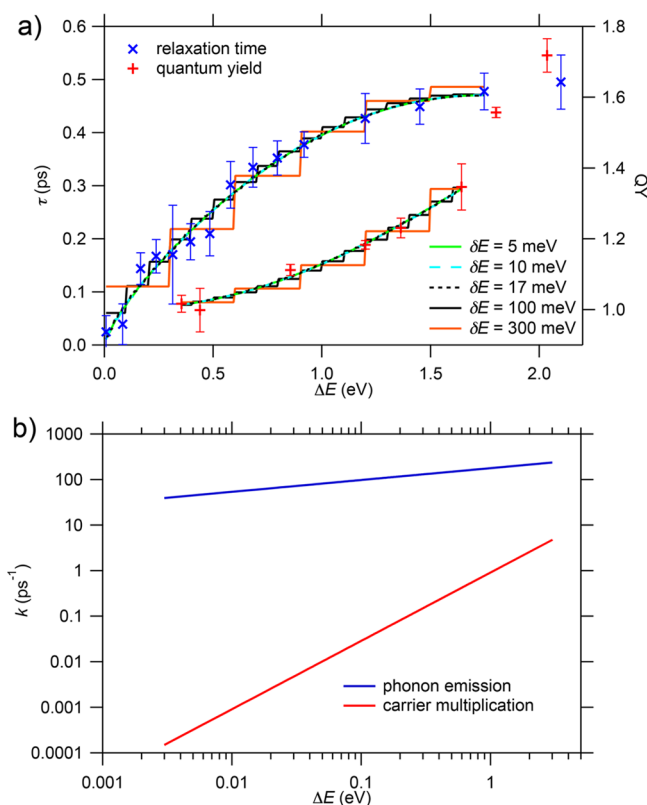 a)
relaxation time
quantum yield
0.6
0.5
0.4
0.3
0.2
0.1
0.0
τ (ps)
1.8
1.6
1.4
1.2
1.0
QY
δE = 5 meV
δE = 10 meV
δE = 17 meV
δE = 100 meV
δE = 300 meV
0.0 0.5 1.0 1.5 2.0
ΔE (eV)
b)
1000
100
10
1
0.1
0.01
0.001
0.0001
k (ps⁻¹)
phonon emission
carrier multiplication
0.001 0.01 0.1 1
ΔE (eV)